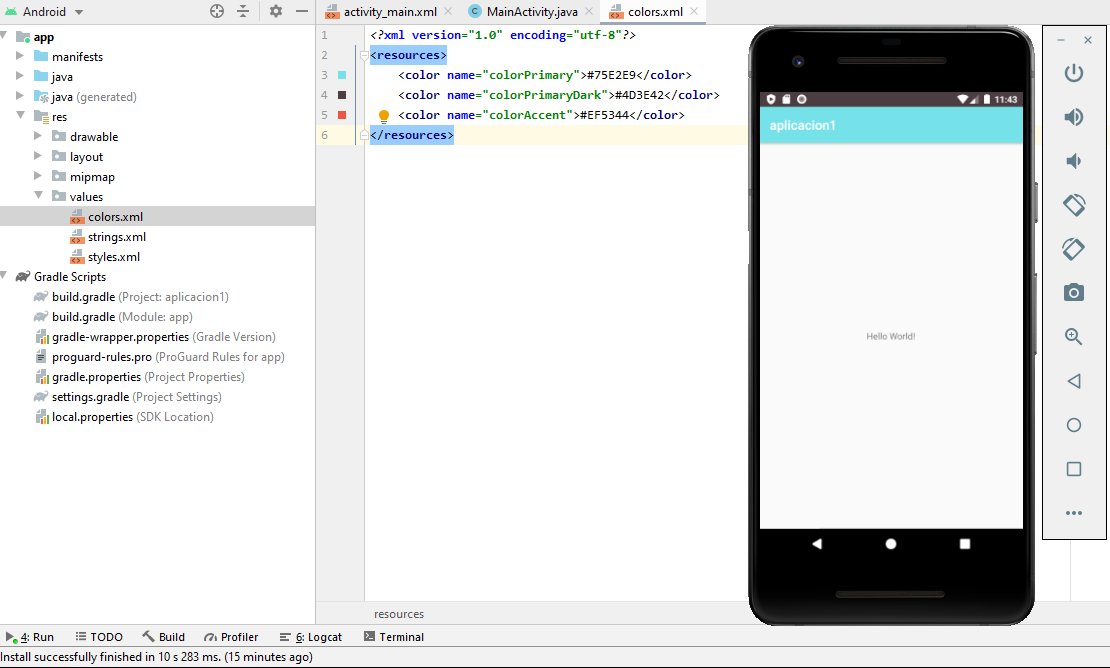 Android
app
manifests
java
java (generated)
res
drawable
layout
mipmap
values
colors.xml
strings.xml
styles.xml
Gradle Scripts
build.gradle (Project: aplicacion1)
build.gradle (Module: app)
gradle-wrapper.properties (Gradle Version)
proguard-rules.pro (ProGuard Rules for app)
gradle.properties (Project Properties)
settings.gradle (Project Settings)
local.properties (SDK Location)
activity_main.xml MainActivity.java colors.xml
1 <?xml version="1.0" encoding="utf-8"?>
2 <resources>
3 <color name="colorPrimary">#75E2E9</color>
4 <color name="colorPrimaryDark">#4D3E42</color>
5 <color name="colorAccent">#EF5344</color>
6 </resources>
resources
11:43
aplicacion1
Hello World!
4: Run TODO Build Profiler 6: Logcat Terminal
Install successfully finished in 10 s 283 ms. (15 minutes ago)